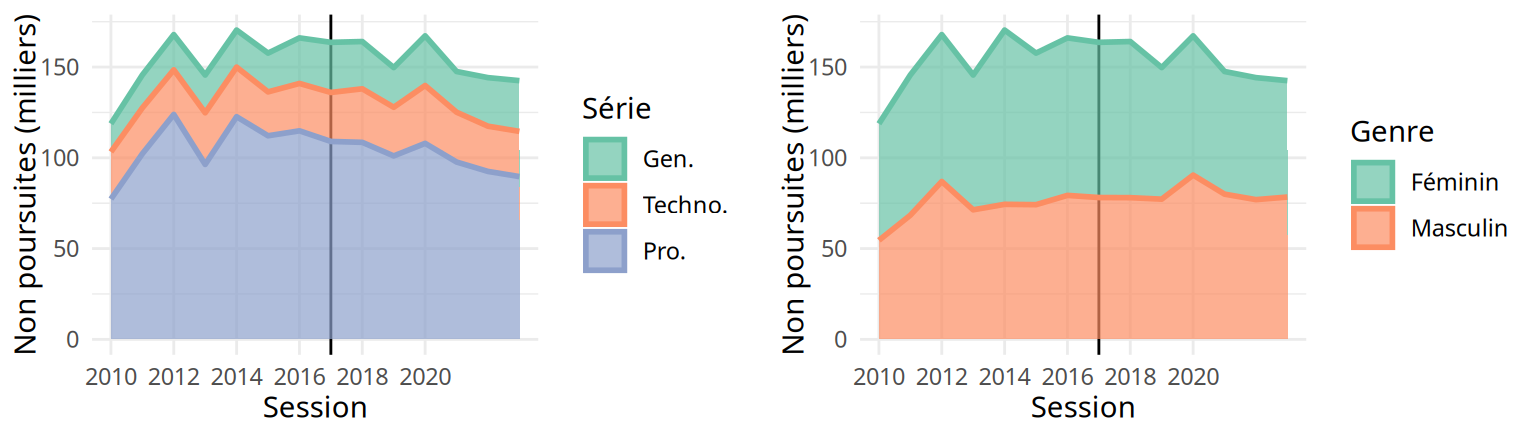 Non poursuites (milliers)
150
100
50
0
2010 2012 2014 2016 2018 2020
Session
Série
Gen.
Techno.
Pro.
Non poursuites (milliers)
150
100
50
0
2010 2012 2014 2016 2018 2020
Session
Genre
Féminin
Masculin